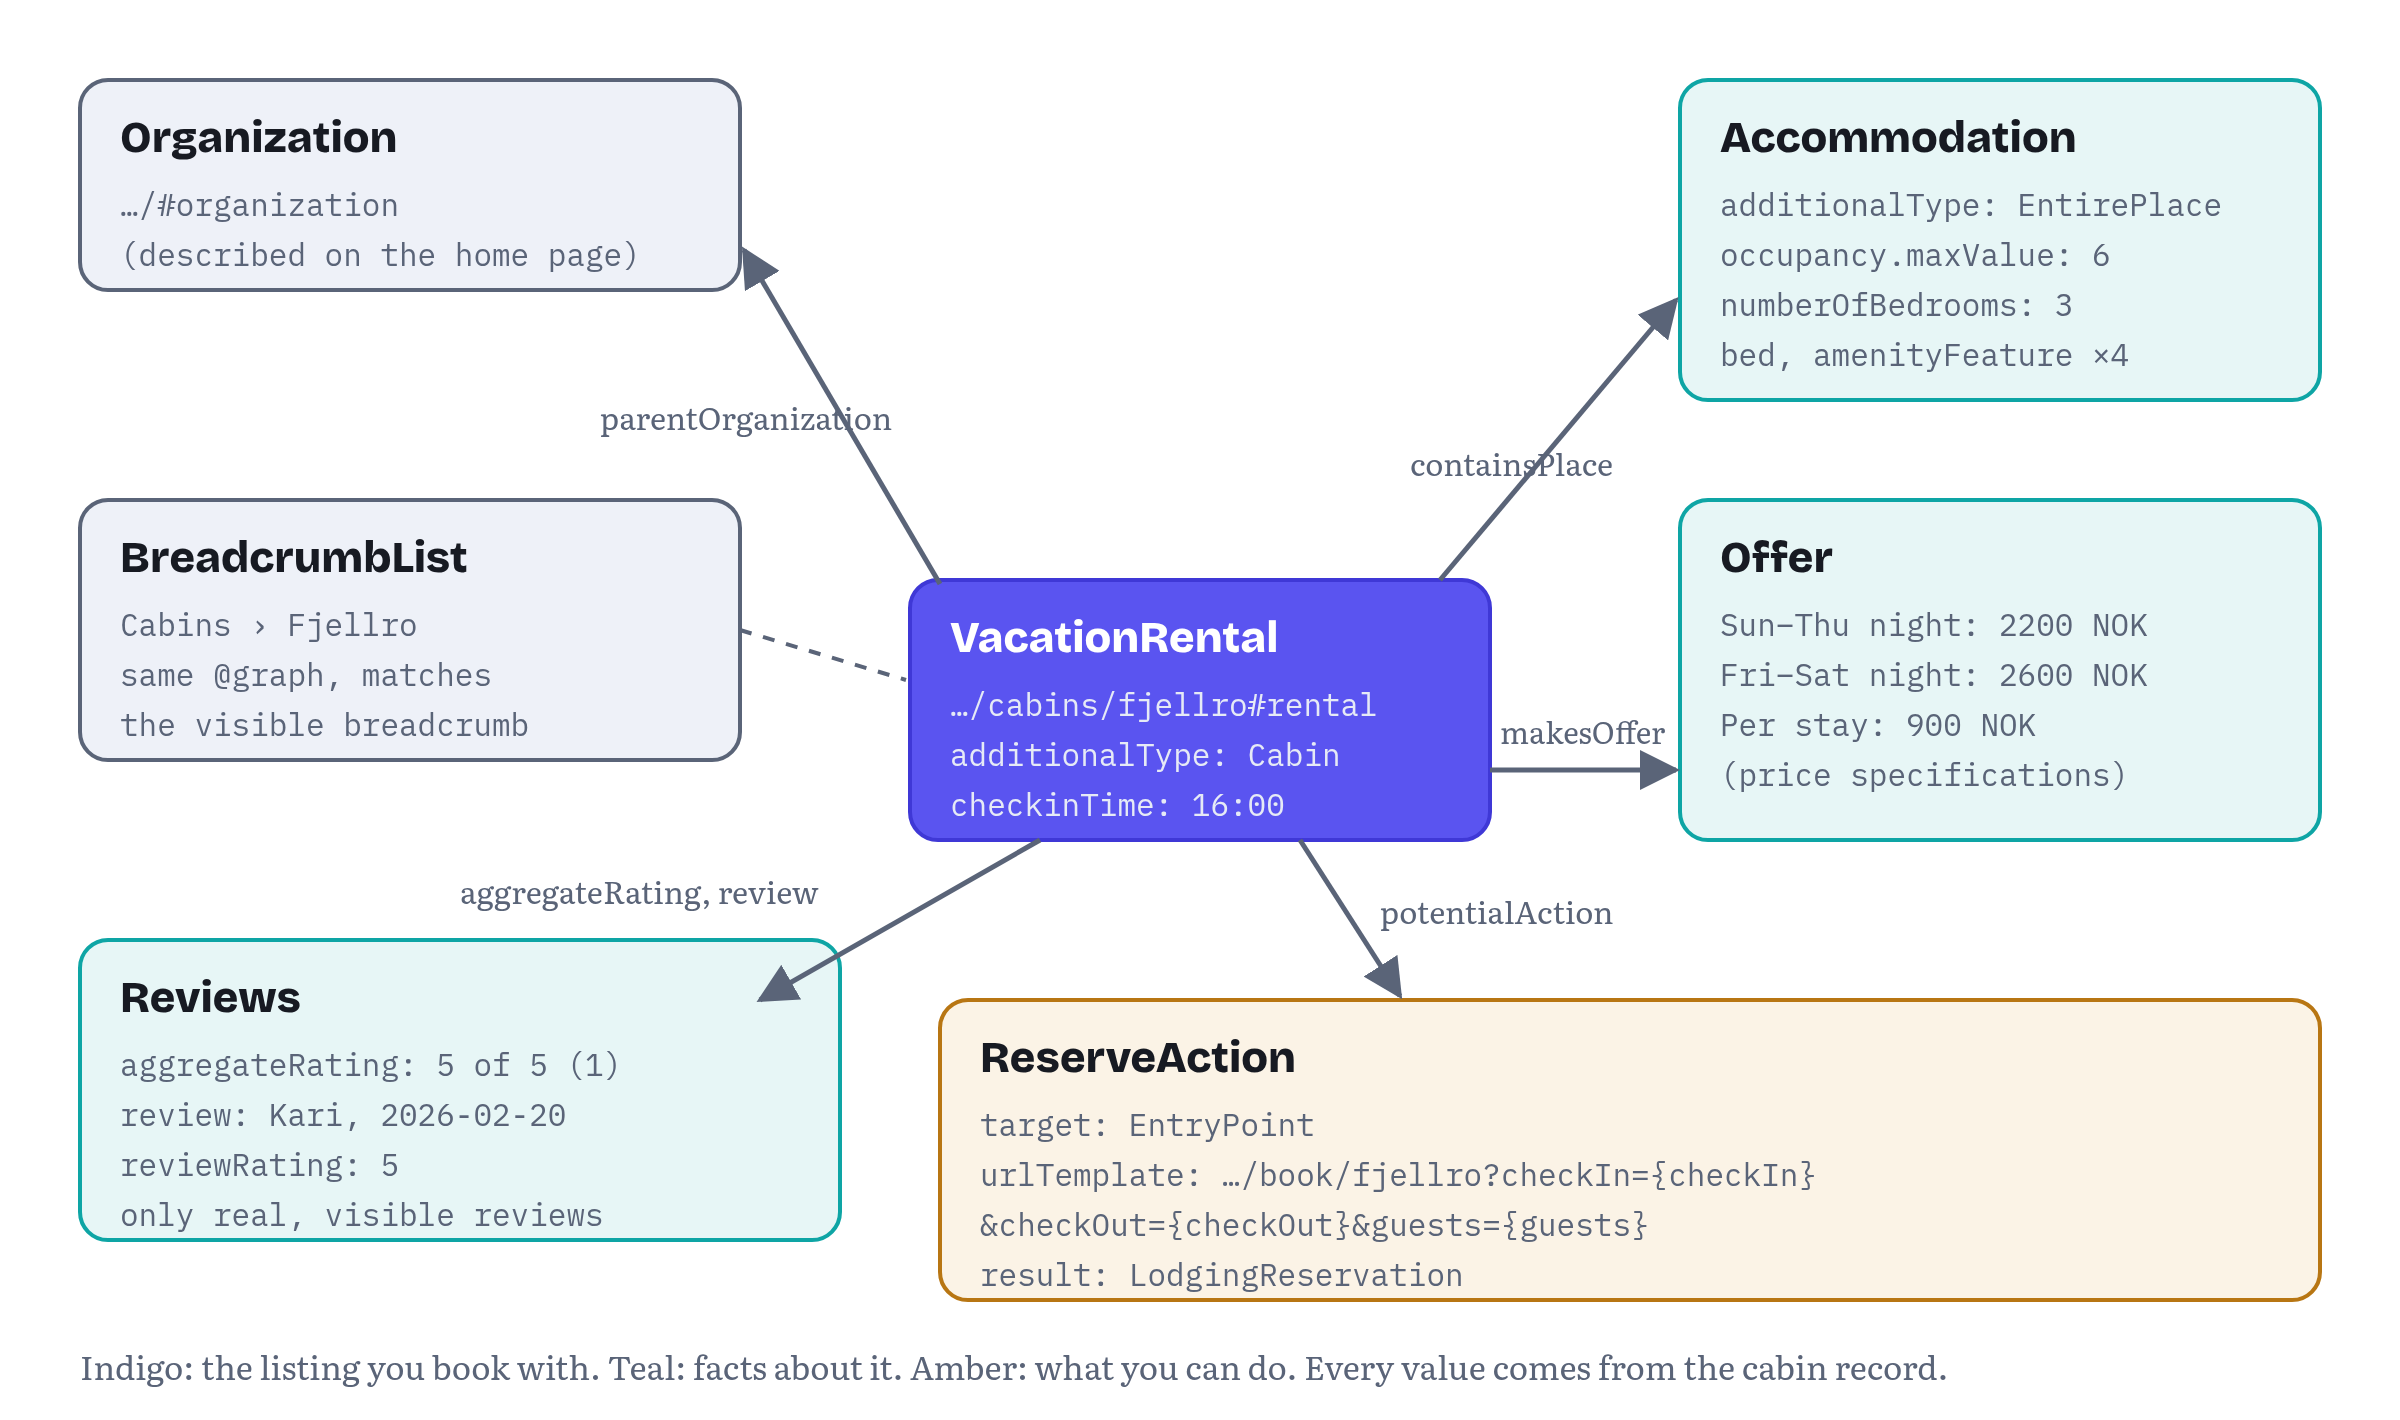 Organization
…/#organization
(described on the home page)
Accommodation
additionalType: EntirePlace
occupancy.maxValue: 6
numberOfBedrooms: 3
bed, amenityFeature ×4
parentOrganization
containsPlace
BreadcrumbList
Cabins › Fjellro
same @graph, matches
the visible breadcrumb
VacationRental
…/cabins/fjellro#rental
additionalType: Cabin
checkinTime: 16:00
makesOffer
Offer
Sun–Thu night: 2200 NOK
Fri–Sat night: 2600 NOK
Per stay: 900 NOK
(price specifications)
aggregateRating, review
potentialAction
Reviews
aggregateRating: 5 of 5 (1)
review: Kari, 2026-02-20
reviewRating: 5
only real, visible reviews
ReserveAction
target: EntryPoint
urlTemplate: …/book/fjellro?checkIn={checkIn}
&checkOut={checkOut}&guests={guests}
result: LodgingReservation
Indigo: the listing you book with. Teal: facts about it. Amber: what you can do. Every value comes from the cabin record.